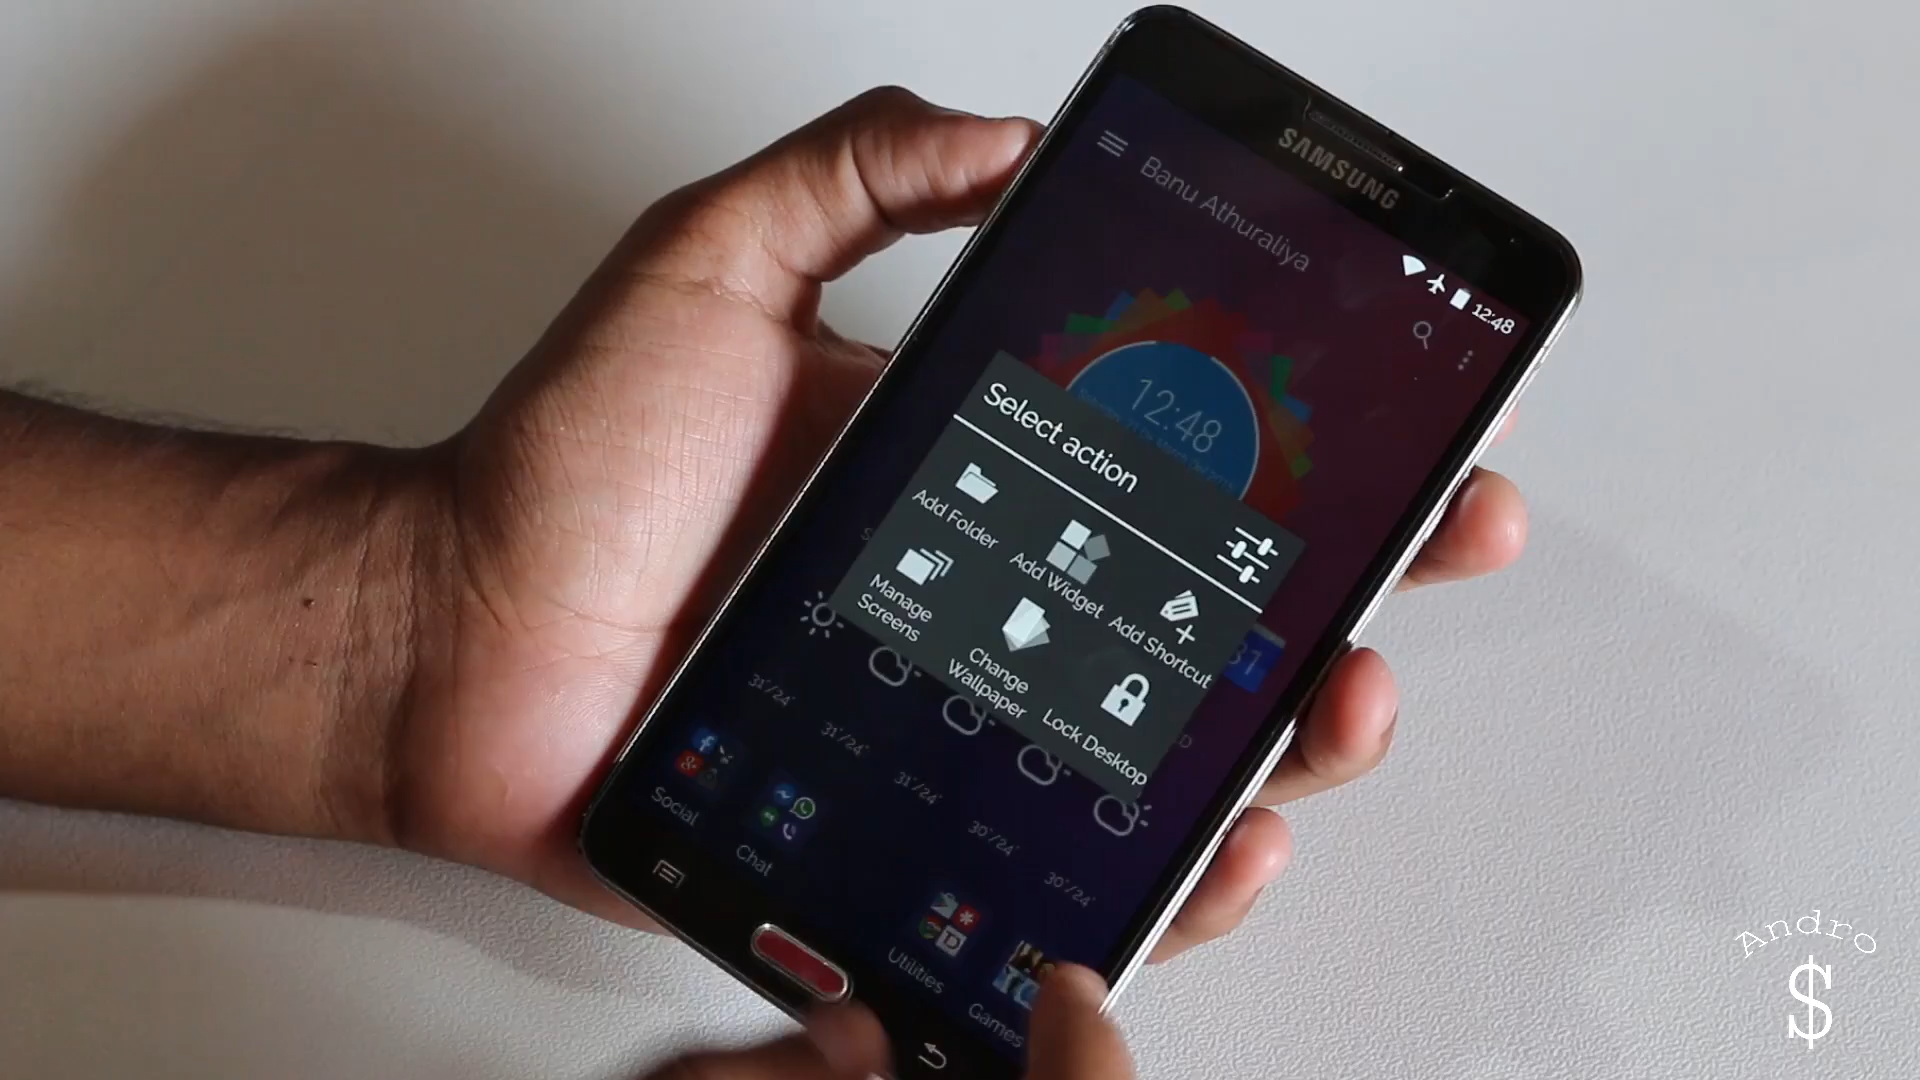 SAMSUNG
Banu Athuraliya
12:48
12:48
Select action
Add Folder
Add Widget
Add Shortcut
Manage
Screens
Change
Wallpaper
Lock Desktop
31
31°/24°
31°/24°
31°/24°
30°/24°
30°/24°
Social
Chat
Utilities
Games
Andro
$